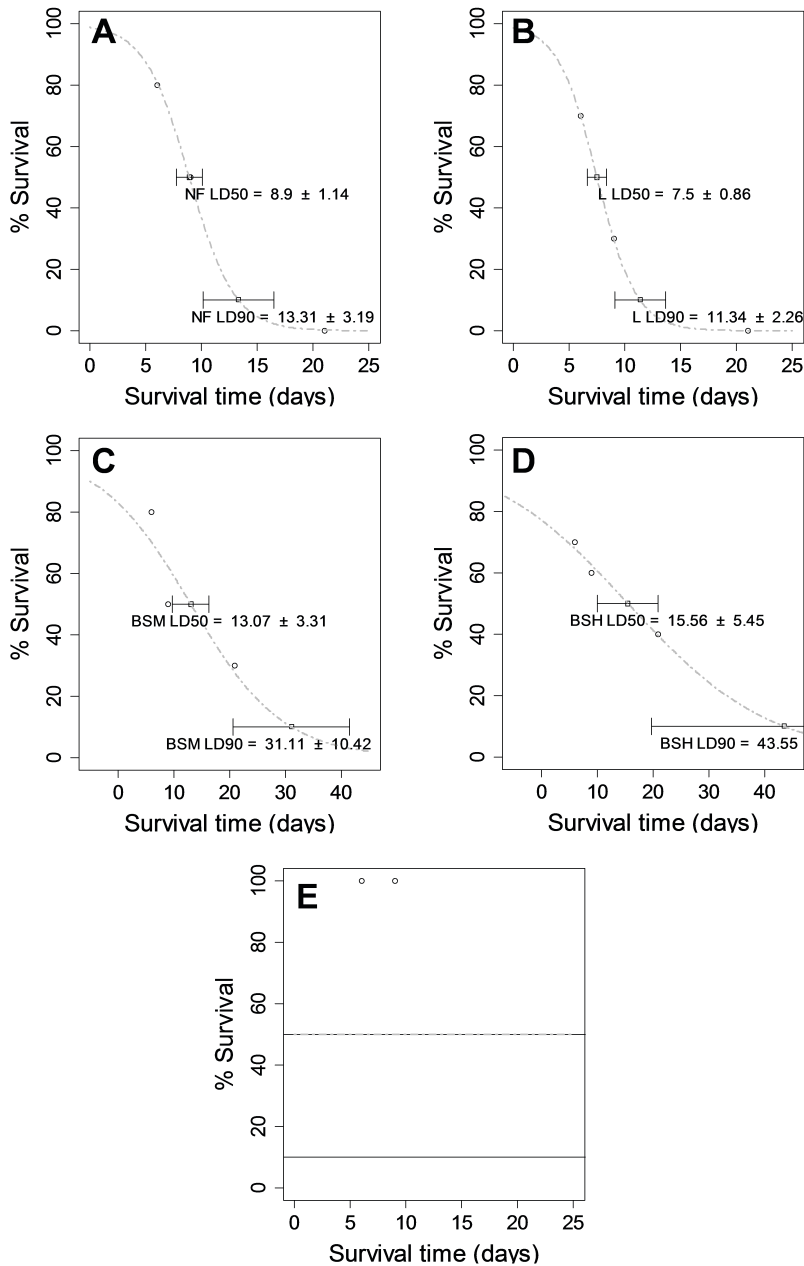 A
% Survival
100
80
60
40
20
0
NF LD50 = 8.9 ± 1.14
NF LD90 = 13.31 ± 3.19
0 5 10 15 20 25
Survival time (days)
B
% Survival
100
80
60
40
20
0
L LD50 = 7.5 ± 0.86
L LD90 = 11.34 ± 2.26
0 5 10 15 20 25
Survival time (days)
C
% Survival
100
80
60
40
20
0
BSM LD50 = 13.07 ± 3.31
BSM LD90 = 31.11 ± 10.42
0 10 20 30 40
Survival time (days)
D
% Survival
100
80
60
40
20
0
BSH LD50 = 15.56 ± 5.45
BSH LD90 = 43.55
0 10 20 30 40
Survival time (days)
E
% Survival
100
80
60
40
20
0
0 5 10 15 20 25
Survival time (days)